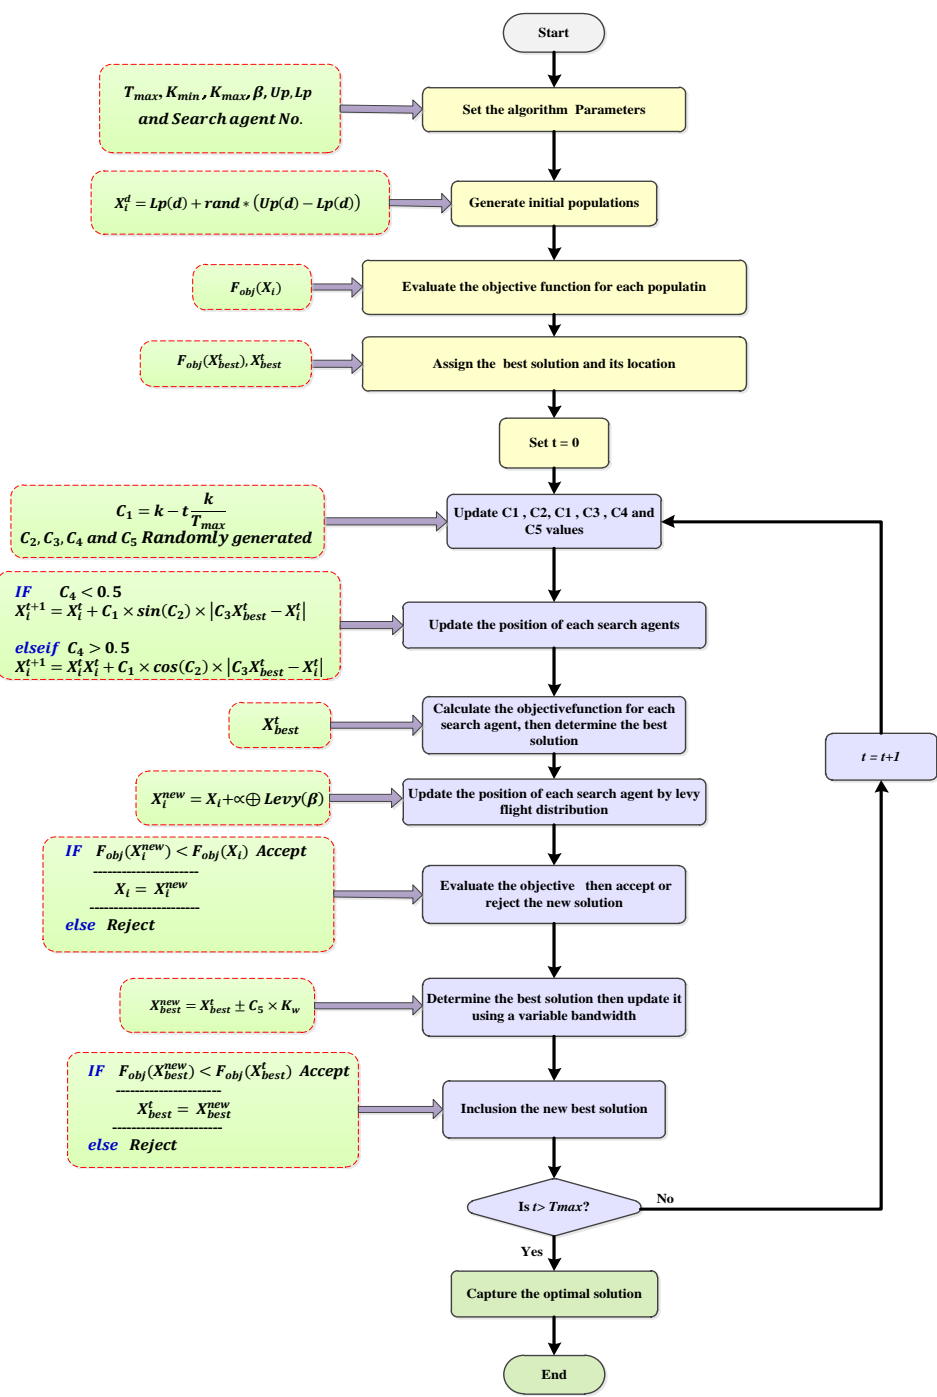 Start
T_max, K_min, K_max, β, Up, Lp
and Search agent No.
Set the algorithm Parameters
X_i^d = Lp(d) + rand * (Up(d) − Lp(d))
Generate initial populations
F_obj(X_i)
Evaluate the objective function for each populatin
F_obj(X_best^t), X_best^t
Assign the best solution and its location
Set t = 0
C_1 = k − t k/T_max
C_2, C_3, C_4 and C_5 Randomly generated
Update C1 , C2, C1 , C3 , C4 and
C5 values
IF C_4 < 0.5
X_i^{t+1} = X_i^t + C_1 × sin(C_2) × |C_3 X_best^t − X_i^t|
elseif C_4 > 0.5
X_i^{t+1} = X_i^t X_i^t + C_1 × cos(C_2) × |C_3 X_best^t − X_i^t|
Update the position of each search agents
X_best^t
Calculate the objectivefunction for each
search agent, then determine the best
solution
t = t+1
X_i^new = X_i + ∝ ⊕ Levy(β)
Update the position of each search agent by levy
flight distribution
IF F_obj(X_i^new) < F_obj(X_i) Accept
----------------------
X_i = X_i^new
----------------------
else Reject
Evaluate the objective then accept or
reject the new solution
X_best^new = X_best^t ± C_5 × K_w
Determine the best solution then update it
using a variable bandwidth
IF F_obj(X_best^new) < F_obj(X_best^t) Accept
----------------------
X_best^t = X_best^new
----------------------
else Reject
Inclusion the new best solution
Is t> Tmax?
No
Yes
Capture the optimal solution
End